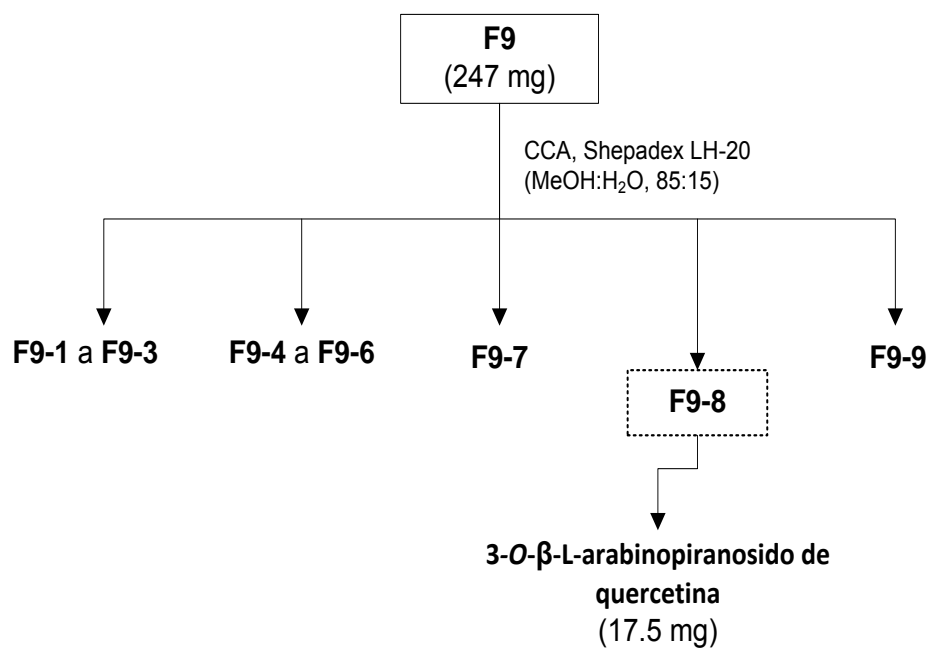 F9
(247 mg)
CCA, Shepadex LH-20
(MeOH:H₂O, 85:15)
F9-1 a F9-3
F9-4 a F9-6
F9-7
F9-9
F9-8
3-O-β-L-arabinopiranosido de
quercetina
(17.5 mg)